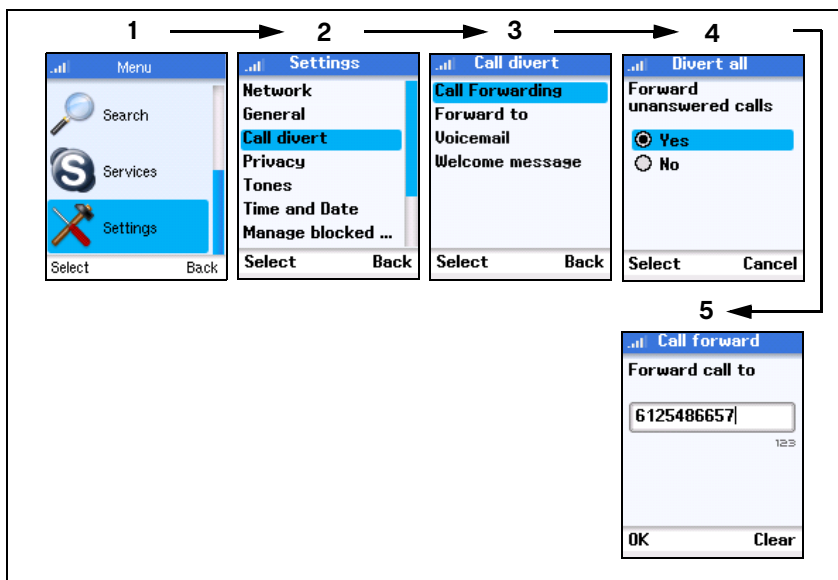 1
2
3
4
Menu
Search
Services
Settings
Select Back
Settings
Network
General
Call divert
Privacy
Tones
Time and Date
Manage blocked ...
Select Back
Call divert
Call Forwarding
Forward to
Voicemail
Welcome message
Select Back
Divert all
Forward
unanswered calls
Yes
No
Select Cancel
5
Call forward
Forward call to
6125486657
123
OK Clear